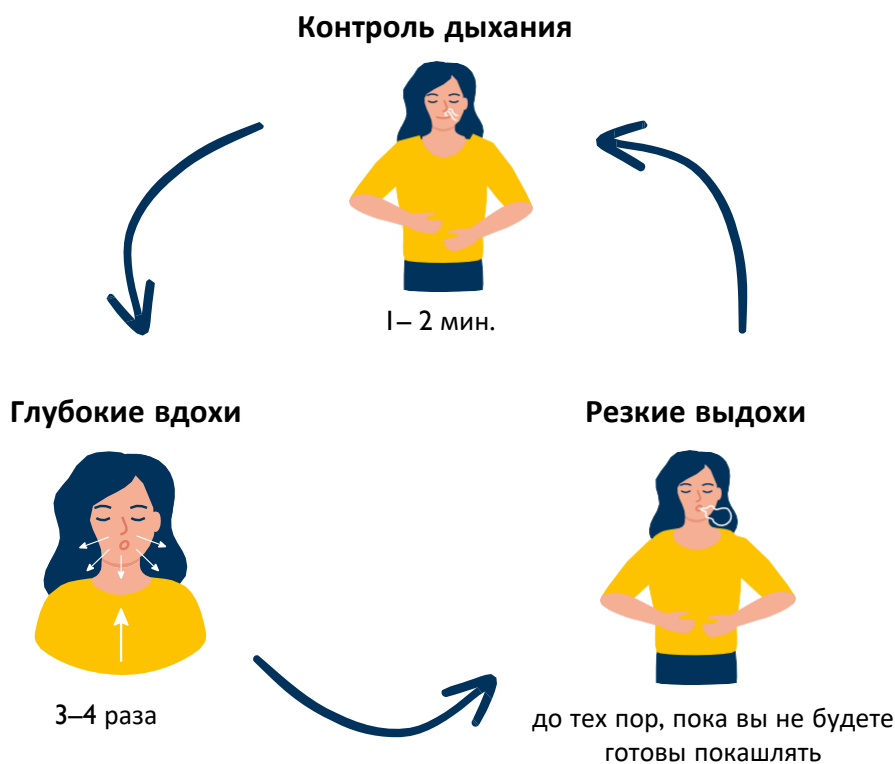 Контроль дыхания
1– 2 мин.
Глубокие вдохи
Резкие выдохи
3–4 раза
до тех пор, пока вы не будете
готовы покашлять